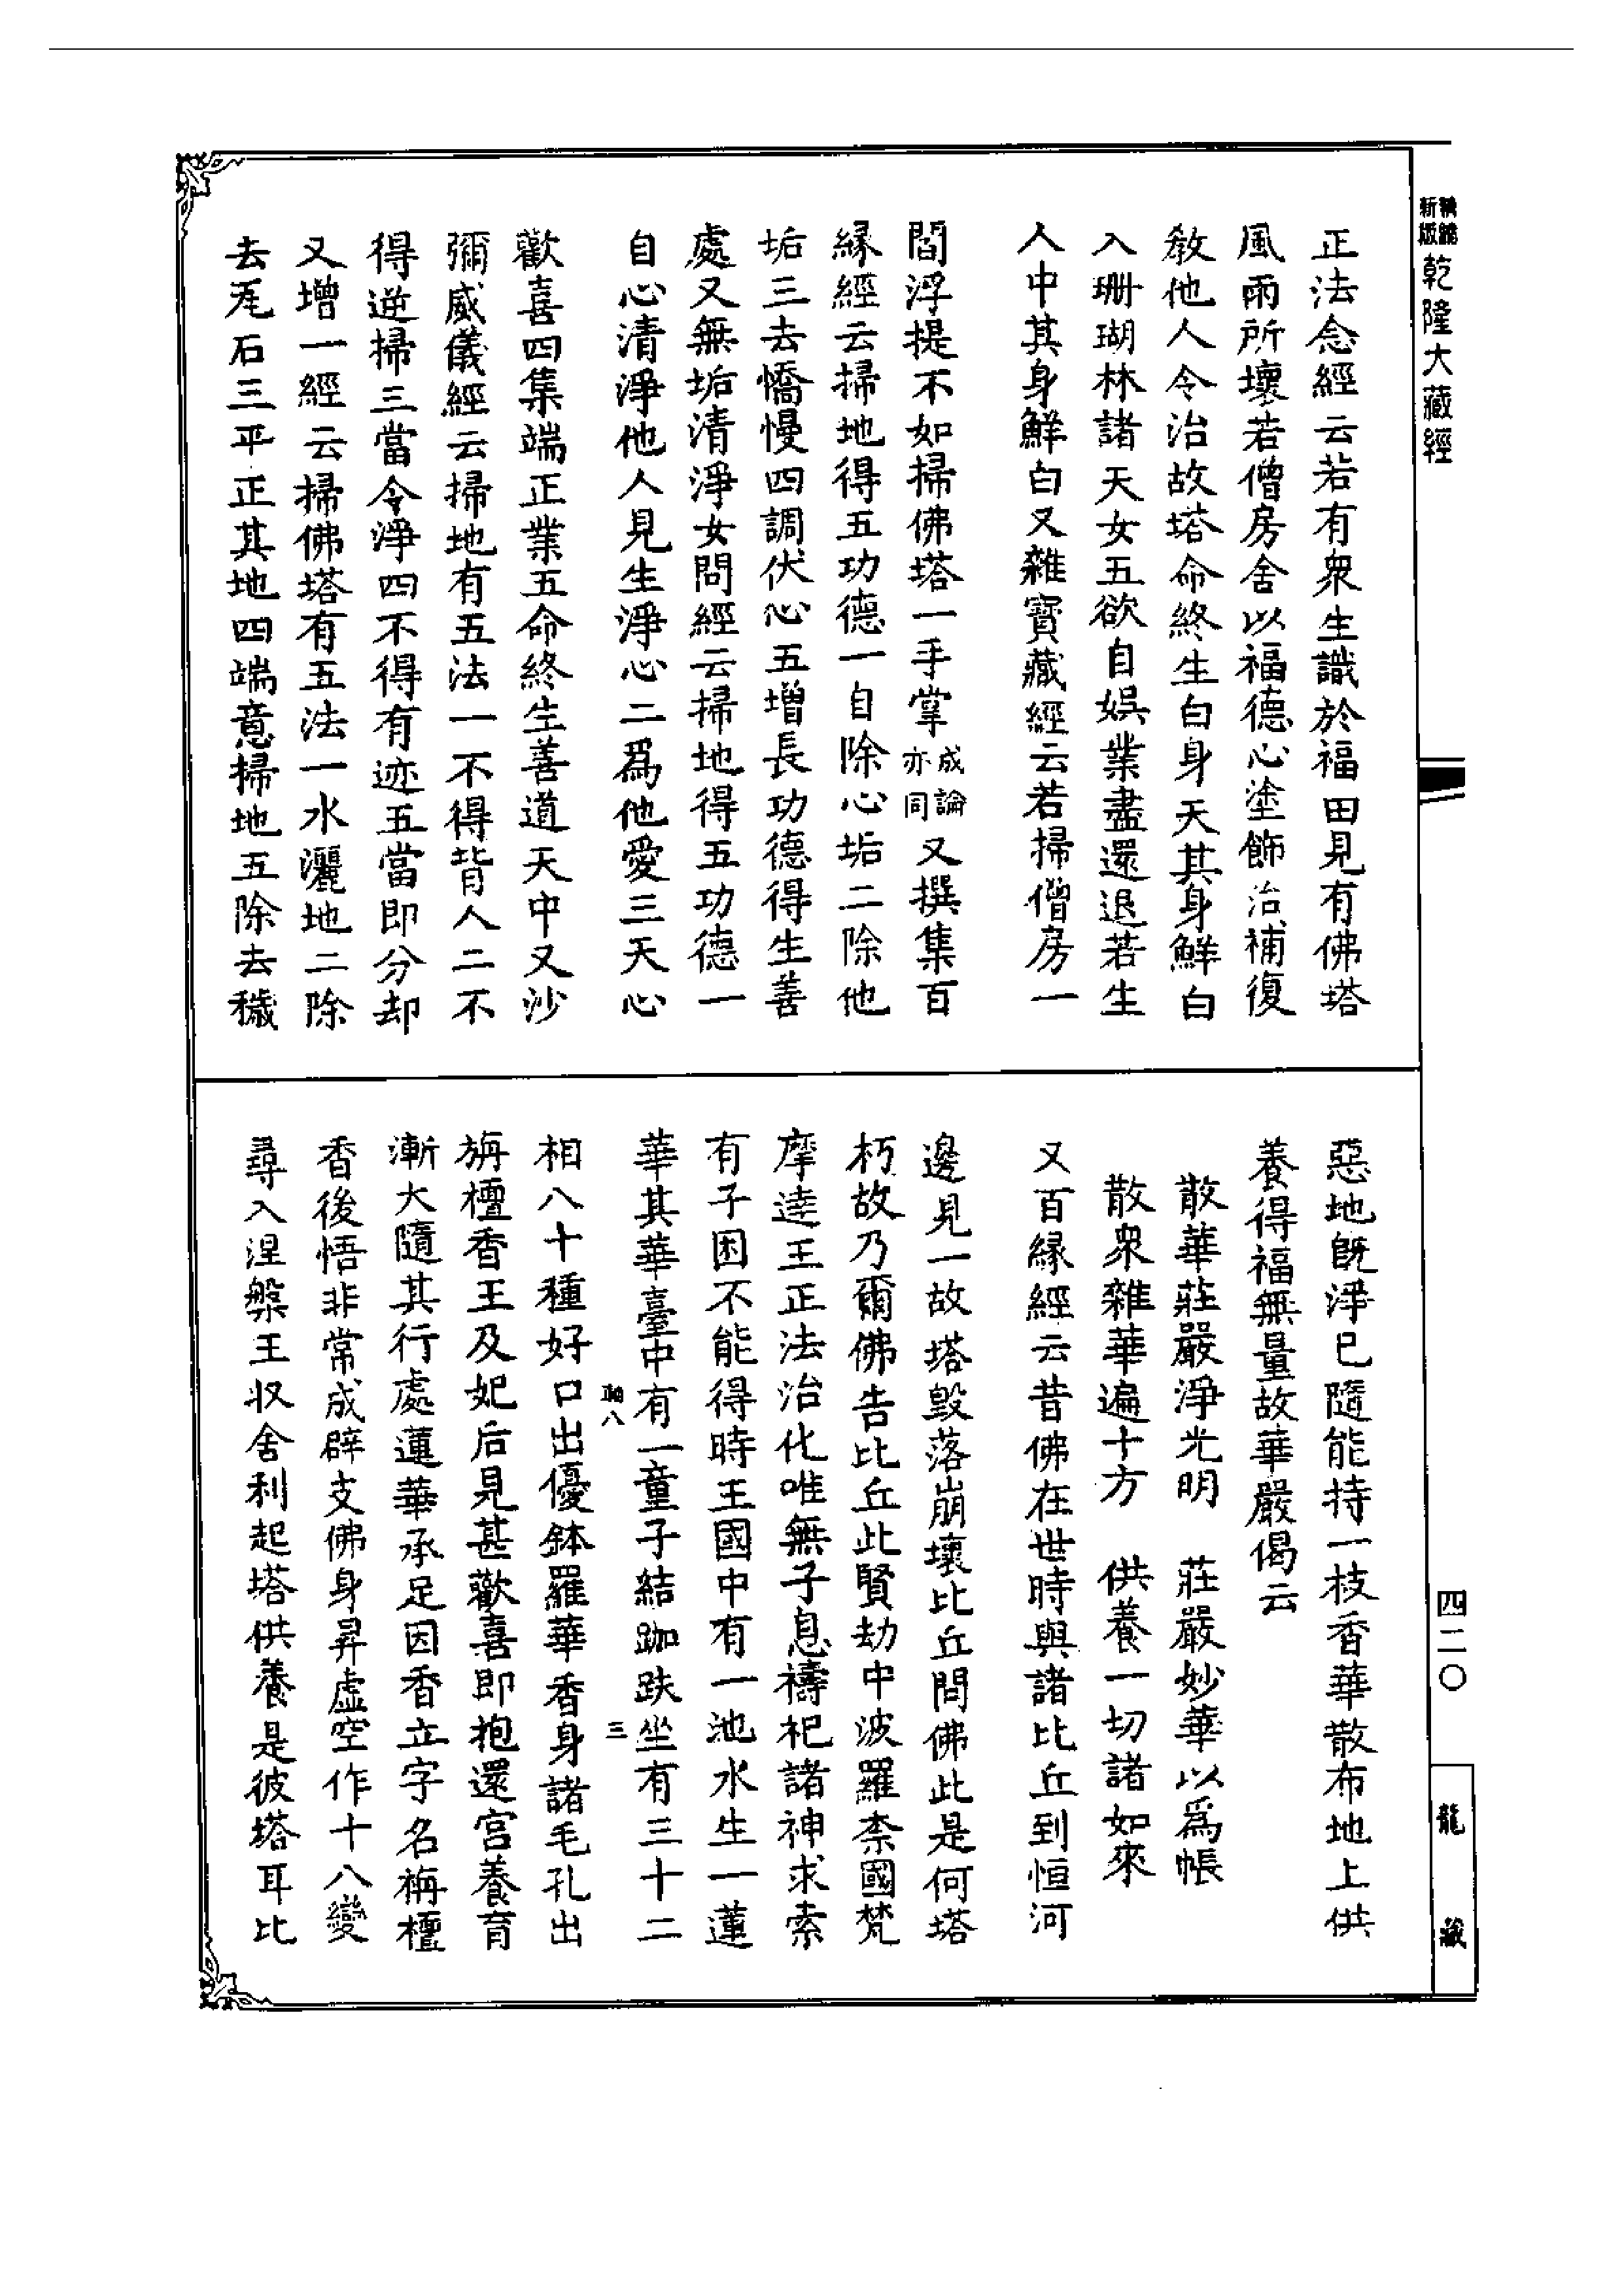 新版
乾隆大藏經
正法念經云若有衆生識於福田見有佛塔
風雨所壞若僧房舍以福德心塗飾治補復
教他人令治故塔命終生白身天其身鮮白
入珊瑚林諸天女五欲自娛業盡還退若生
人中其身鮮白又雜寶藏經云若掃僧房一
閻浮提不如掃佛塔一手掌成論亦同又撰集百
緣經云掃地得五功德一自除心垢二除他
垢三去憍慢四調伏心五增長功德得生善
處又無垢清淨女問經云掃地得五功德一
自心清淨他人見生淨心二爲他愛三天心
歡喜四集端正業五命終生善道天中又沙
彌威儀經云掃地有五法一不得背人二不
得逆掃三當令淨四不得有迹五當即分却
又增一經云掃佛塔有五法一水灑地二除
去瓦石三平正其地四端意掃地五除去穢
惡地既淨已隨能持一枝香華散布地上供
養得福無量故華嚴偈云
散華莊嚴淨光明　莊嚴妙華以爲帳
散衆雜華遍十方　供養一切諸如來
又百緣經云昔佛在世時與諸比丘到恒河
邊見一故塔毀落崩壞比丘問佛此是何塔
朽故乃爾佛告比丘此賢劫中波羅柰國梵
摩達王正法治化唯無子息禱杞諸神求索
有子困不能得時王國中有一池水生一蓮
華其華臺中有一童子結跏趺坐有三十二
八　三
相八十種好口出優鉢羅華香身諸毛孔出
栴檀香王及妃后見甚歡喜即抱還宮養育
漸大隨其行處蓮華承足因香立字名栴檀
香後悟非常成辟支佛身昇虛空作十八變
尋入涅槃王收舍利起塔供養是彼塔耳比
四二〇
龍藏